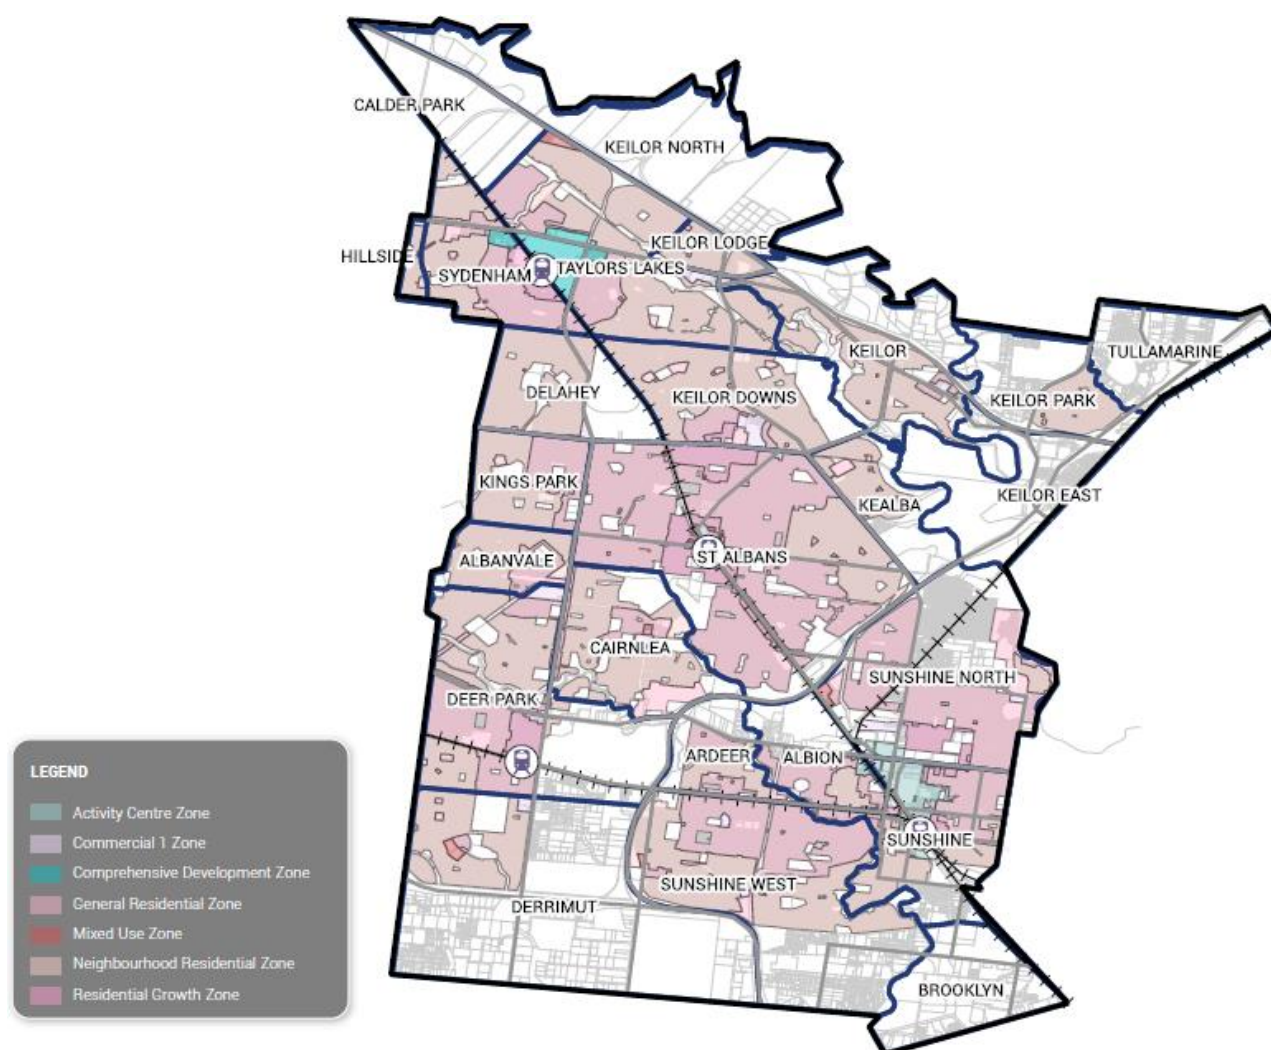 CALDER PARK
KEILOR NORTH
HILLSIDE
KEILOR LODGE
SYDENHAM
TAYLORS LAKES
KEILOR
TULLAMARINE
DELAHEY
KEILOR DOWNS
KEILOR PARK
KINGS PARK
KEALBA
KEILOR EAST
ALBANVALE
ST ALBANS
CAIRNLEA
SUNSHINE NORTH
DEER PARK
ARDEER
ALBION
SUNSHINE
SUNSHINE WEST
DERRIMUT
BROOKLYN
LEGEND
Activity Centre Zone
Commercial 1 Zone
Comprehensive Development Zone
General Residential Zone
Mixed Use Zone
Neighbourhood Residential Zone
Residential Growth Zone